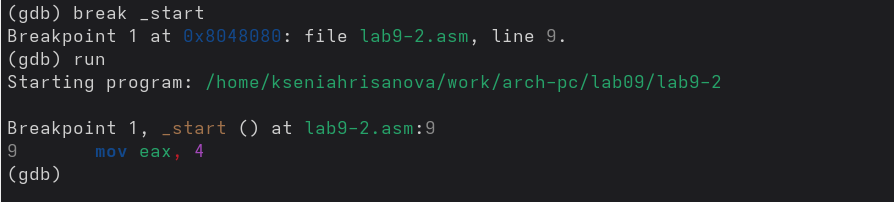 (gdb) break _start
Breakpoint 1 at 0x8048080: file lab9-2.asm, line 9.
(gdb) run
Starting program: /home/kseniahrisanova/work/arch-pc/lab09/lab9-2

Breakpoint 1, _start () at lab9-2.asm:9
9       mov eax, 4
(gdb)